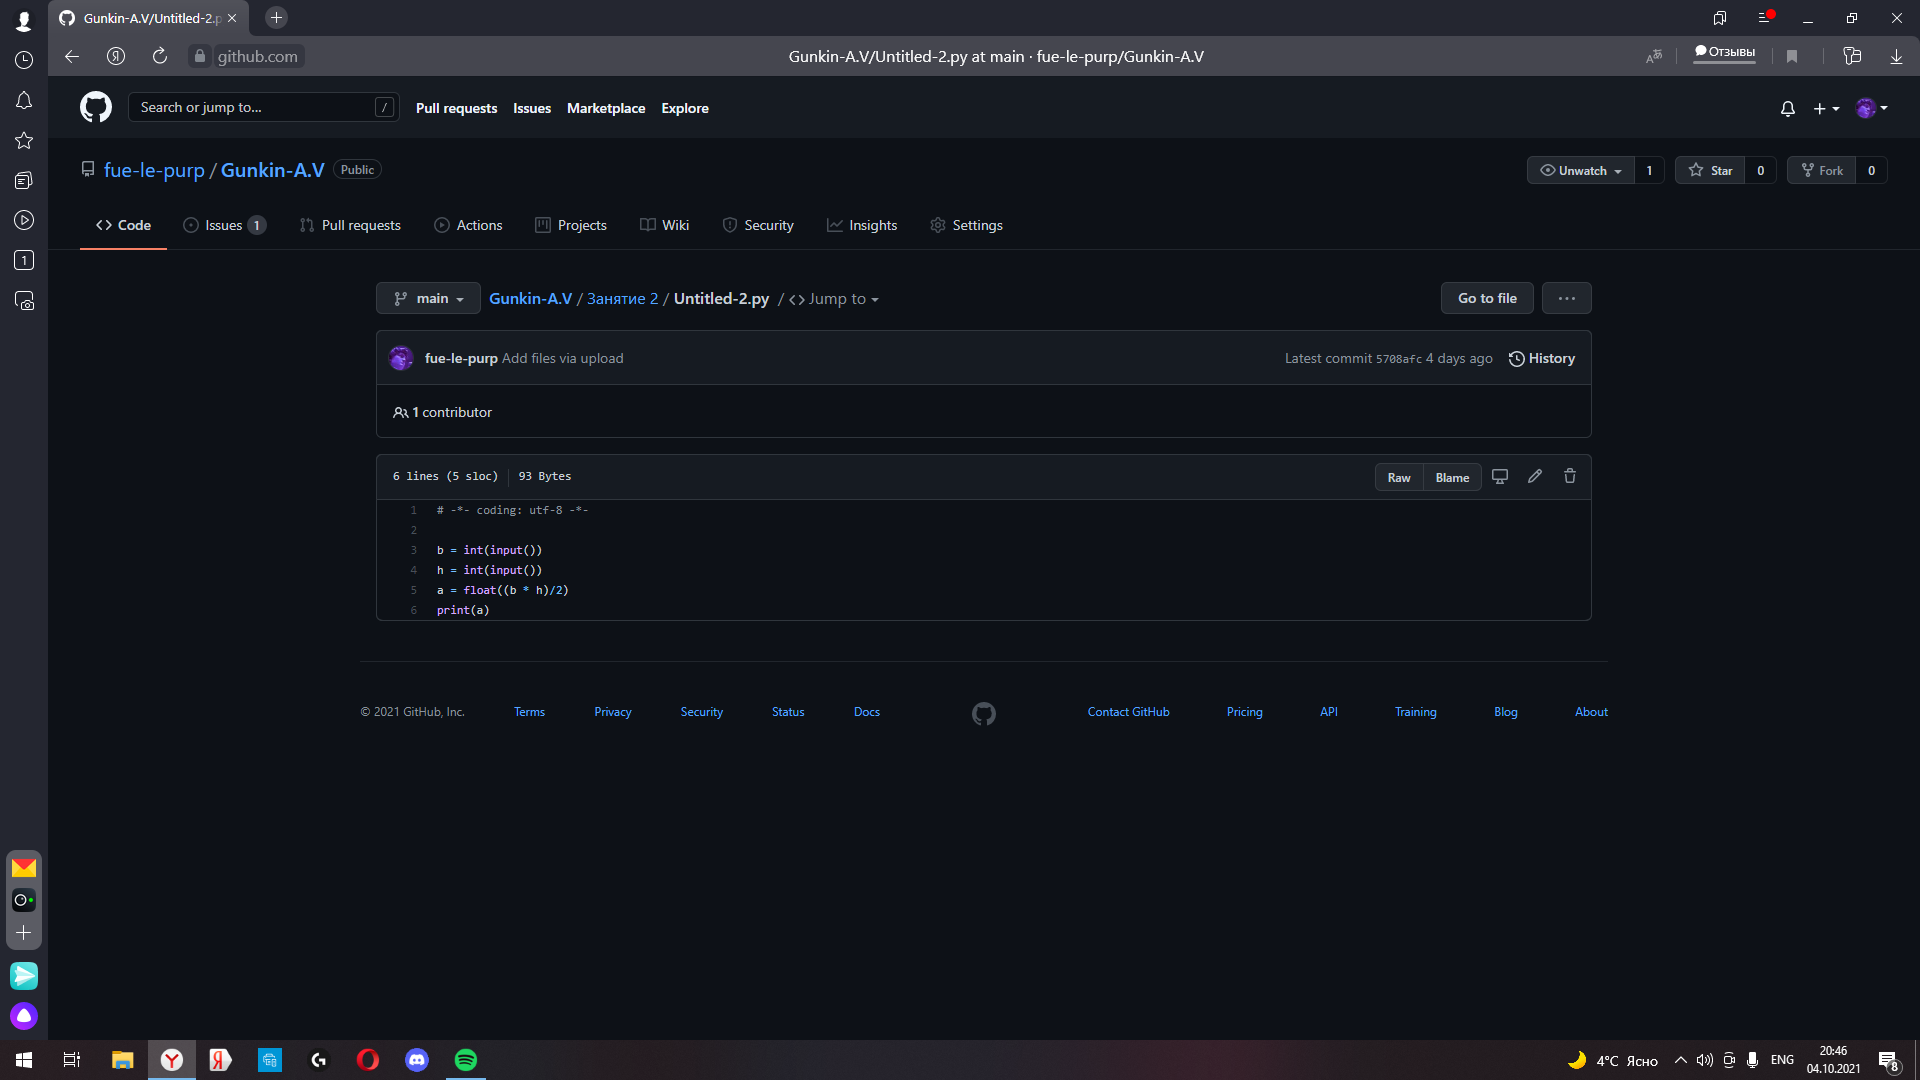 Gunkin-A.V/Untitled-2.p
github.com
Gunkin-A.V/Untitled-2.py at main · fue-le-purp/Gunkin-A.V
Отзывы
Search or jump to... /
Pull requests Issues Marketplace Explore
fue-le-purp / Gunkin-A.V Public
Unwatch 1 Star 0 Fork 0
Code Issues 1 Pull requests Actions Projects Wiki Security Insights Settings
1
main Gunkin-A.V / Занятие 2 / Untitled-2.py / <> Jump to
Go to file ...
fue-le-purp Add files via upload
Latest commit 5708afc 4 days ago History
1 contributor
6 lines (5 sloc) 93 Bytes
Raw Blame
1 # -*- coding: utf-8 -*-
2
3 b = int(input())
4 h = int(input())
5 a = float((b * h)/2)
6 print(a)
© 2021 GitHub, Inc. Terms Privacy Security Status Docs Contact GitHub Pricing API Training Blog About
4°C Ясно ENG 20:46
04.10.2021
8